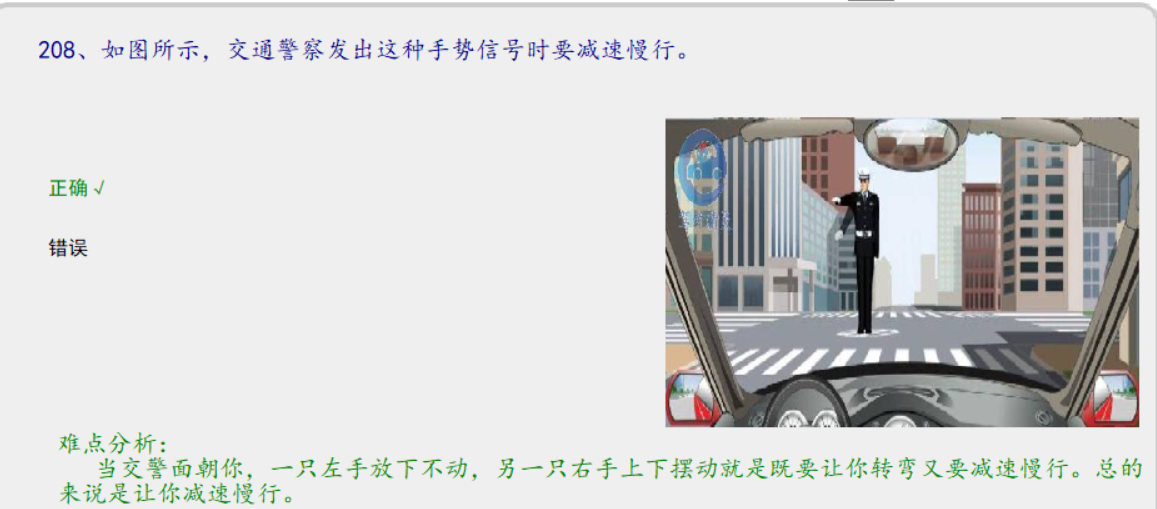 208、如图所示，交通警察发出这种手势信号时要减速慢行。
正确√
错误
难点分析：
当交警面朝你，一只左手放下不动，另一只右手上下摆动就是既要让你转弯又要减速慢行。总的
来说是让你减速慢行。